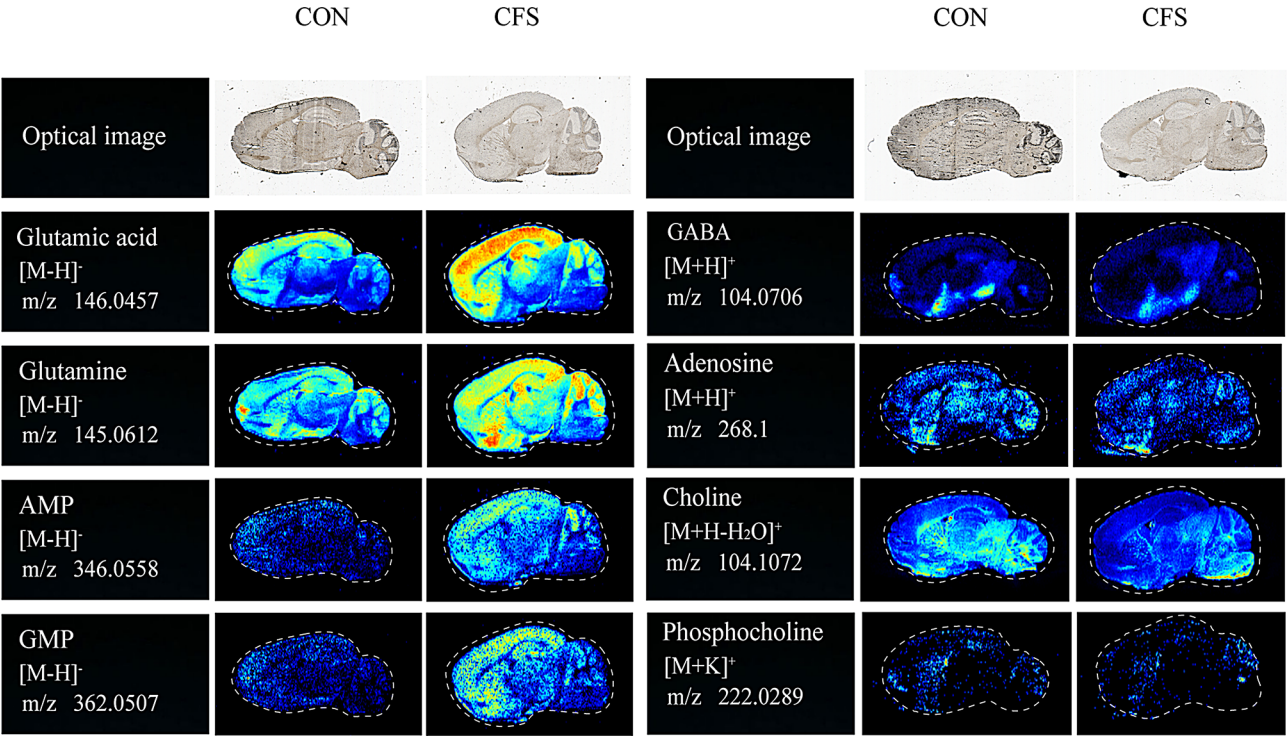 CON CFS CON CFS
Optical image
Optical image
Glutamic acid
[M-H]⁻
m/z 146.0457
GABA
[M+H]⁺
m/z 104.0706
Glutamine
[M-H]⁻
m/z 145.0612
Adenosine
[M+H]⁺
m/z 268.1
AMP
[M-H]⁻
m/z 346.0558
Choline
[M+H-H₂O]⁺
m/z 104.1072
GMP
[M-H]⁻
m/z 362.0507
Phosphocholine
[M+K]⁺
m/z 222.0289